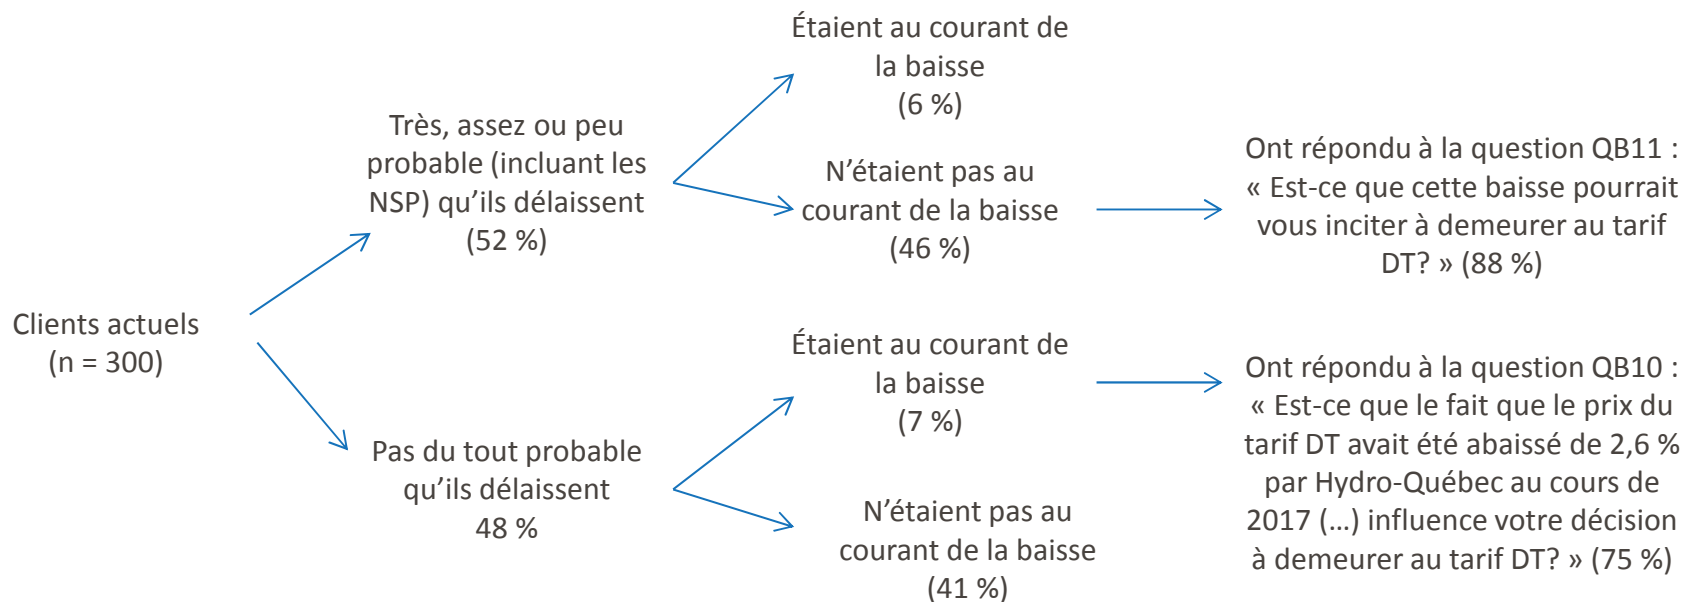 Clients actuels
(n = 300)
Très, assez ou peu
probable (incluant les
NSP) qu’ils délaissent
(52 %)
Étaient au courant de
la baisse
(6 %)
N’étaient pas au
courant de la baisse
(46 %)
Ont répondu à la question QB11 :
« Est-ce que cette baisse pourrait
vous inciter à demeurer au tarif
DT? » (88 %)
Pas du tout probable
qu’ils délaissent
48 %
Étaient au courant de
la baisse
(7 %)
N’étaient pas au
courant de la baisse
(41 %)
Ont répondu à la question QB10 :
« Est-ce que le fait que le prix du
tarif DT avait été abaissé de 2,6 %
par Hydro-Québec au cours de
2017 (…) influence votre décision
à demeurer au tarif DT? » (75 %)